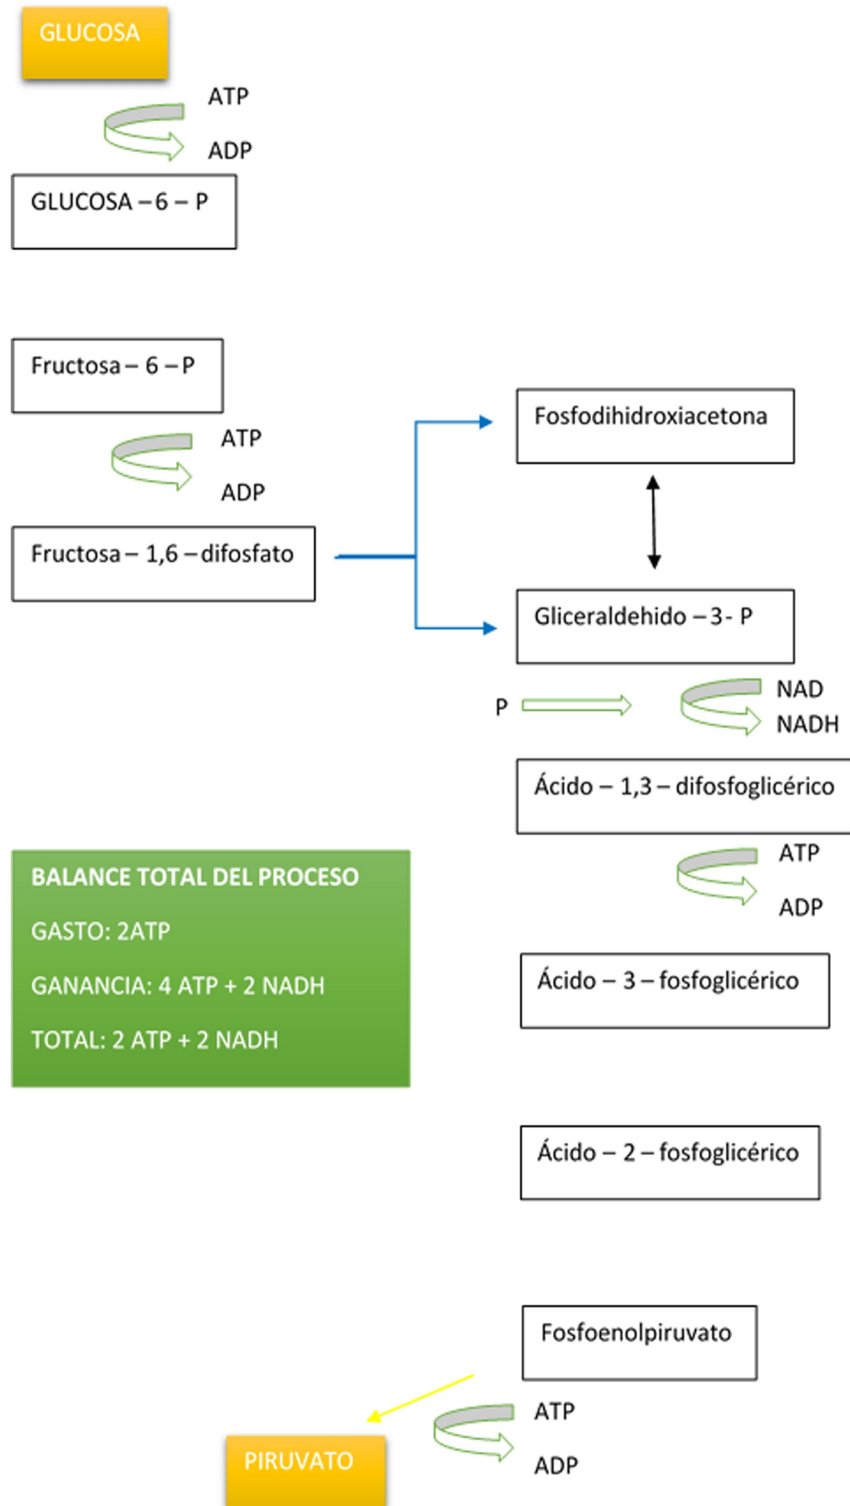 GLUCOSA
ATP
ADP
GLUCOSA – 6 – P
Fructosa – 6 – P
ATP
ADP
Fructosa – 1,6 – difosfato
Fosfodihidroxiacetona
Gliceraldehido – 3 - P
P
NAD
NADH
Ácido – 1,3 – difosfoglicérico
ATP
ADP
Ácido – 3 – fosfoglicérico
Ácido – 2 – fosfoglicérico
Fosfoenolpiruvato
ATP
ADP
PIRUVATO
BALANCE TOTAL DEL PROCESO
GASTO: 2ATP
GANANCIA: 4 ATP + 2 NADH
TOTAL: 2 ATP + 2 NADH